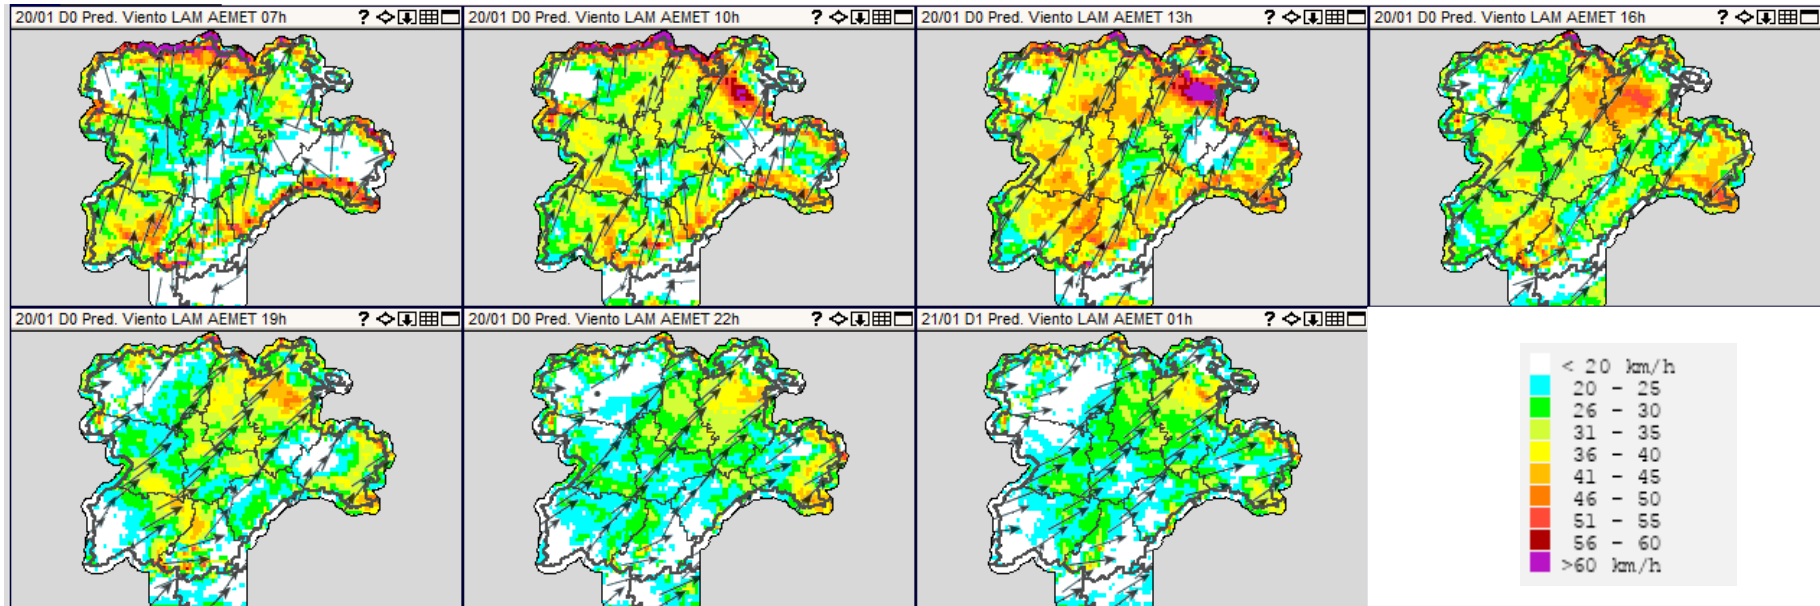 20/01 D0 Pred. Viento LAM AEMET 07h ?
20/01 D0 Pred. Viento LAM AEMET 10h ?
20/01 D0 Pred. Viento LAM AEMET 13h ?
20/01 D0 Pred. Viento LAM AEMET 16h ?
20/01 D0 Pred. Viento LAM AEMET 19h ?
20/01 D0 Pred. Viento LAM AEMET 22h ?
21/01 D1 Pred. Viento LAM AEMET 01h ?
< 20 km/h
20 - 25
26 - 30
31 - 35
36 - 40
41 - 45
46 - 50
51 - 55
56 - 60
>60 km/h